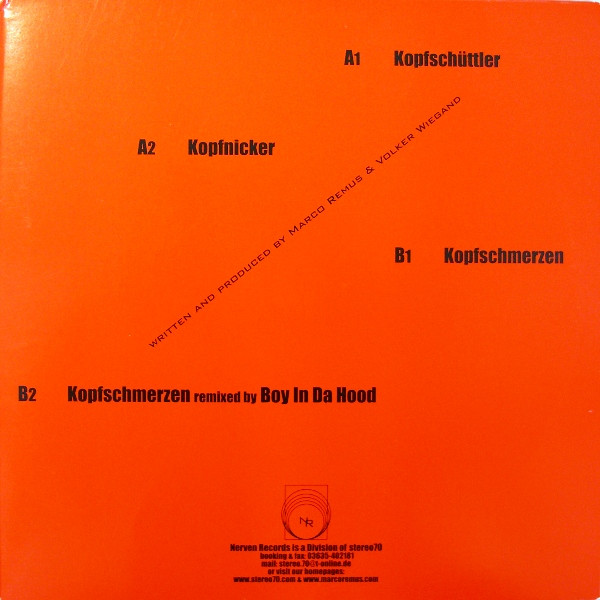 A1 Kopfschüttler
A2 Kopfnicker
written and produced by Marco Remus & Volker Wiegand
B1 Kopfschmerzen
B2 Kopfschmerzen remixed by Boy In Da Hood
NR
Nerven Records is a Division of stereo70
booking & fax: 03635-402181
mail: stereo.70@t-online.de
or visit our homepages:
www.stereo70.com & www.marcoremus.com